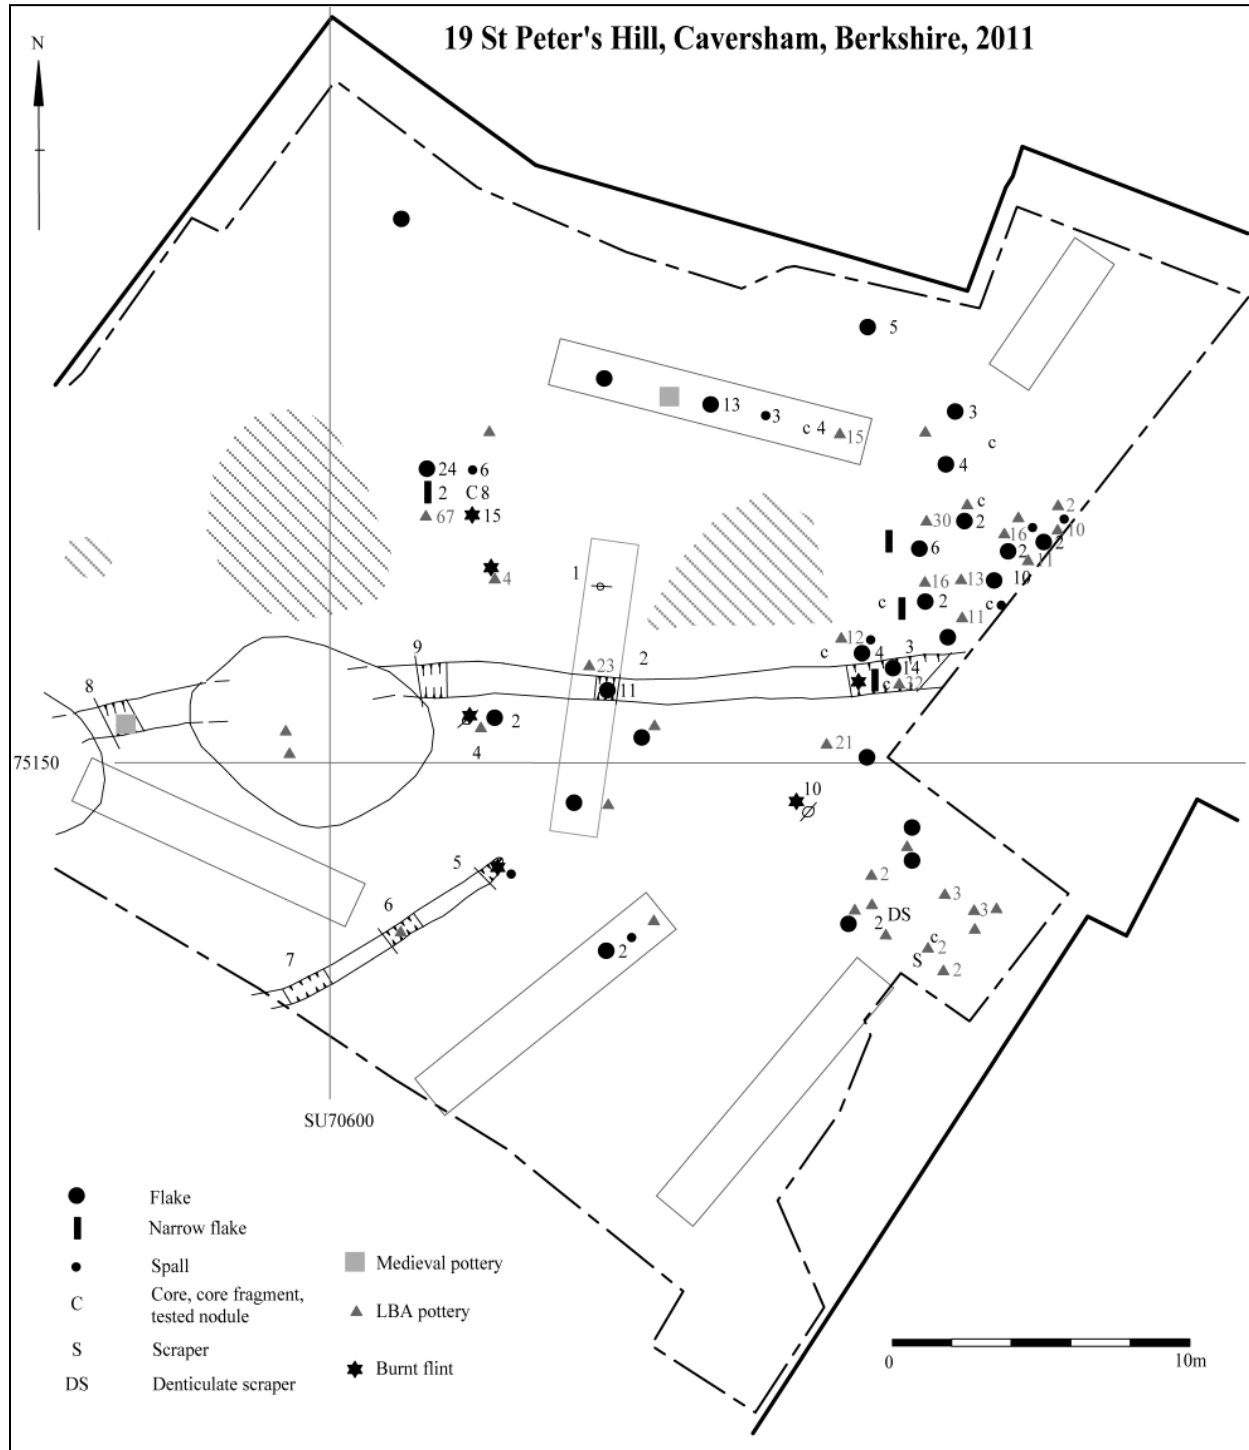 19 St Peter's Hill, Caversham, Berkshire, 2011
N
5
13
3
c 4
15
3
c
4
24
6
2
C 8
67
15
c
2
30
2
16
10
2
6
2
11
4
1
16
13
10
c
2
c
11
12
3
9
2
c
4
23
14
8
11
c
32
2
4
21
75150
10
5
2
3
6
2
DS
3
c
2
7
2
S
2
SU70600
Flake
Narrow flake
Spall
Medieval pottery
C
Core, core fragment,
tested nodule
LBA pottery
S
Scraper
Burnt flint
DS
Denticulate scraper
0
10m